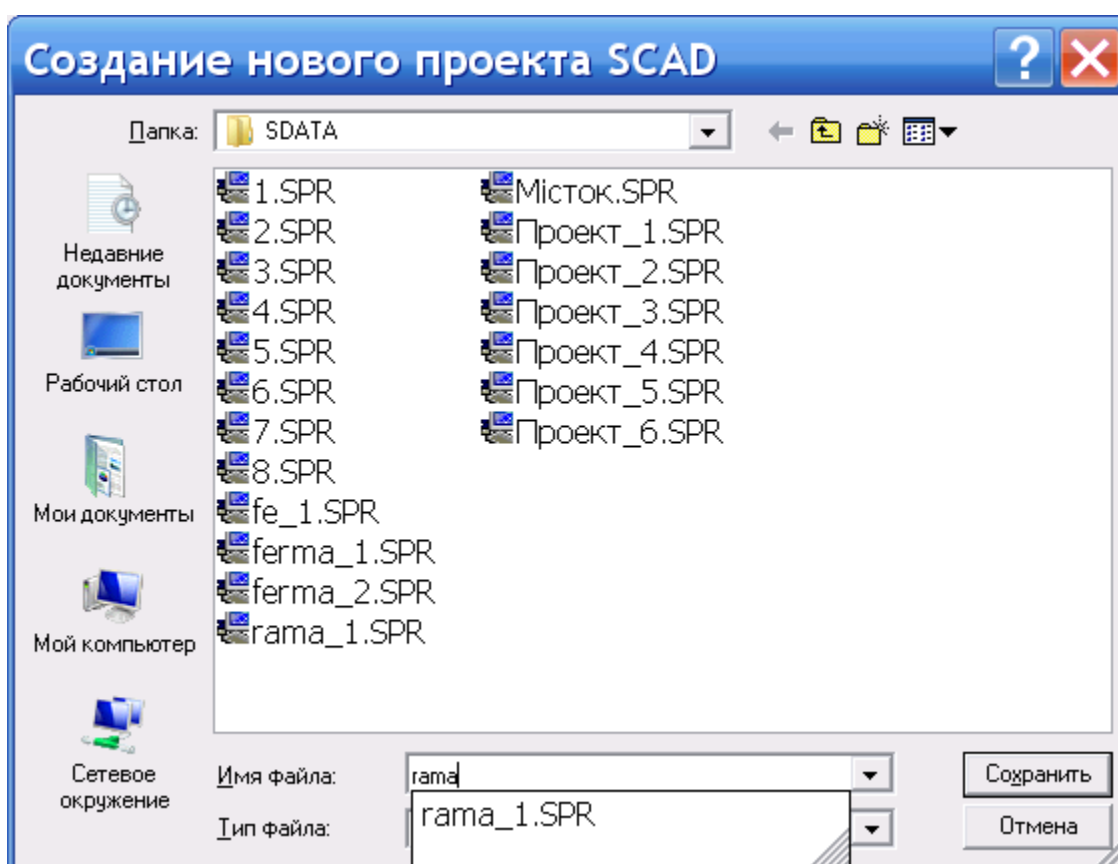 Создание нового проекта SCAD
Папка: SDATA
Недавние документы
Рабочий стол
Мои документы
Мой компьютер
Сетевое окружение
1.SPR
2.SPR
3.SPR
4.SPR
5.SPR
6.SPR
7.SPR
8.SPR
fe_1.SPR
ferma_1.SPR
ferma_2.SPR
rama_1.SPR
Місток.SPR
Проект_1.SPR
Проект_2.SPR
Проект_3.SPR
Проект_4.SPR
Проект_5.SPR
Проект_6.SPR
Имя файла: rama
Сохранить
rama_1.SPR
Тип файла:
Отмена